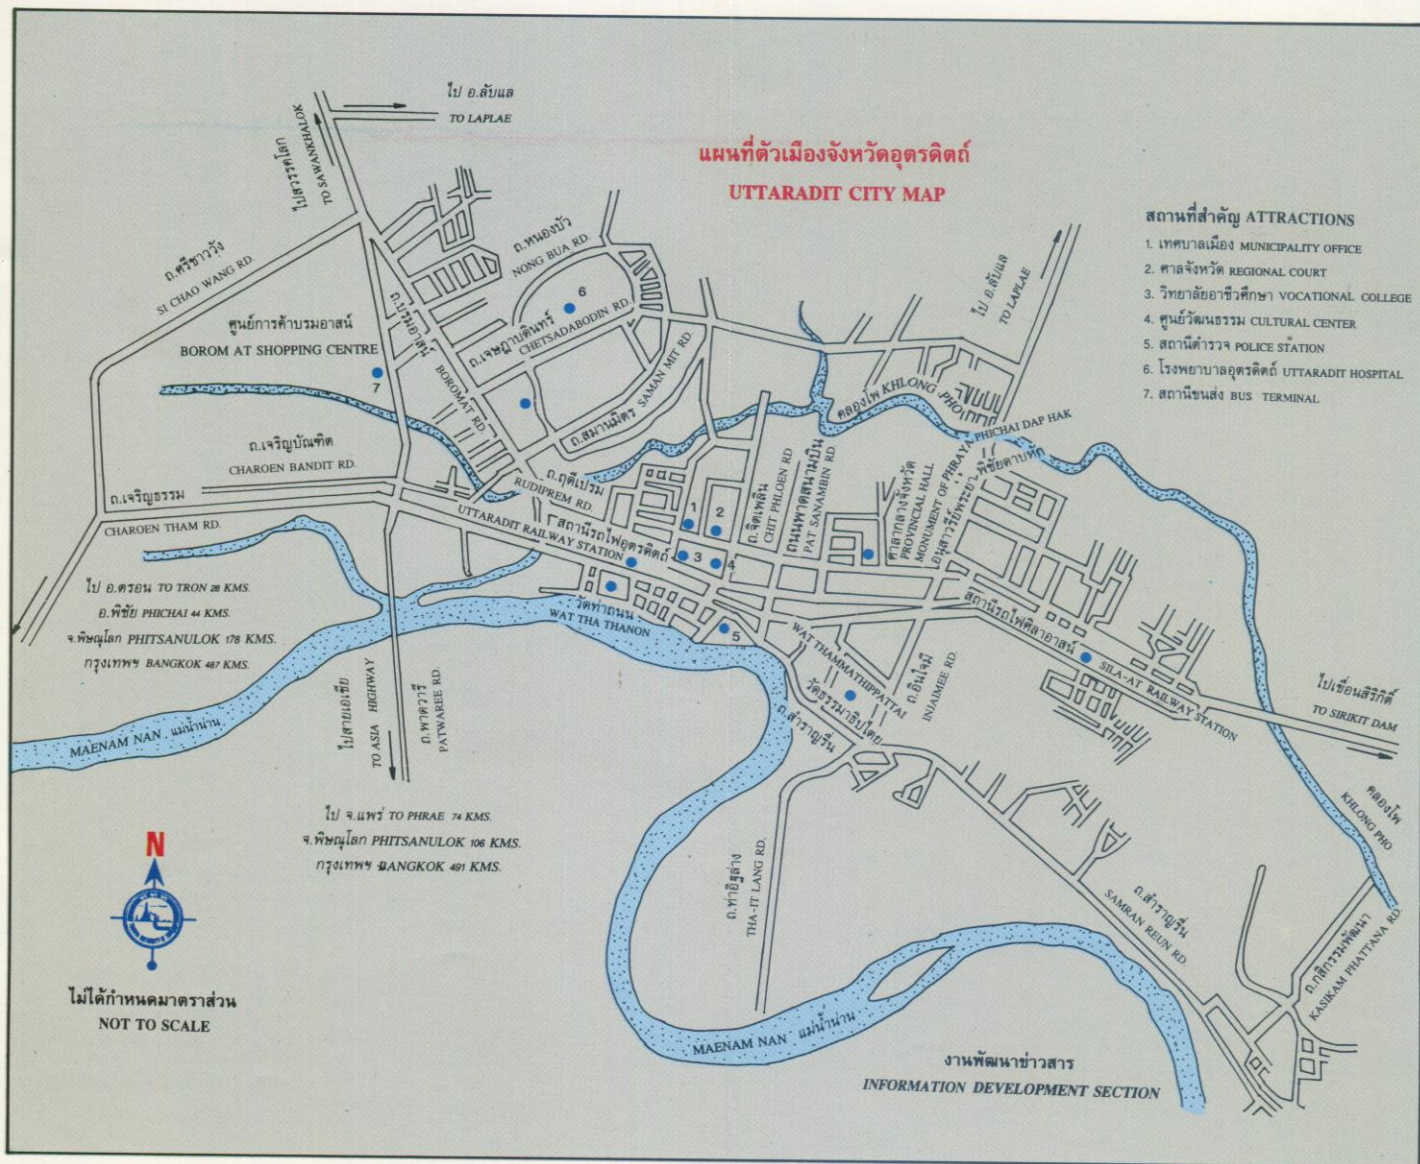 ไป อ.ลับแล
TO LAPLAE
ไปสวรรคโลก
TO SAWANKHALOK
แผนที่ตัวเมืองจังหวัดอุตรดิตถ์
UTTARADIT CITY MAP
สถานที่สำคัญ ATTRACTIONS
1. เทศบาลเมือง MUNICIPALITY OFFICE
2. ศาลจังหวัด REGIONAL COURT
3. วิทยาลัยอาชีวศึกษา VOCATIONAL COLLEGE
4. ศูนย์วัฒนธรรม CULTURAL CENTER
5. สถานีตำรวจ POLICE STATION
6. โรงพยาบาลอุตรดิตถ์ UTTARADIT HOSPITAL
7. สถานีขนส่ง BUS TERMINAL
ถ.ศรีชาววัง
SI CHAO WANG RD.
ถ.หนองบัว
NONG BUA RD.
6
ไป อ.ลับแล
TO LAPLAE
ศูนย์การค้าบรมอาสน์
BOROM AT SHOPPING CENTRE
7
ถ.บรมอาสน์
BOROMAT RD.
ถ.เจษฎาบดินทร์
CHETSADABODIN RD.
ถ.สมานมิตร SAMAN MIT RD.
คลองโพ KHLONG PHO
ถ.เจริญบัณฑิต
CHAROEN BANDIT RD.
ถ.เจริญธรรม
CHAROEN THAM RD.
ถ.ฤดีเปรม
RUDIPREM RD.
สถานีรถไฟอุตรดิตถ์
UTTARADIT RAILWAY STATION
1
2
3
4
5
ถ.จิตเพลิน
CHIT PHLOEN RD
ถนนพาดสนามบิน
PAT SANAMBIN RD.
ศาลากลางจังหวัด
PROVINCIAL HALL
MONUMENT OF PHRAYA PHICHAI DAP HAK
อนุสาวรีย์พระยาพิชัยดาบหัก
ไป อ.ตรอน TO TRON 28 KMS.
อ.พิชัย PHICHAI 44 KMS.
จ.พิษณุโลก PHITSANULOK 178 KMS.
กรุงเทพฯ BANGKOK 487 KMS.
วัดท่าถนน
WAT THA THANON
WAT THAMMATHIPPATTAI
วัดธรรมาธิปไตย
ถ.อินใจมี
INJAIMEE RD.
สถานีรถไฟศิลาอาสน์
SILA-AT RAILWAY STATION
ไปเขื่อนสิริกิติ์
TO SIRIKIT DAM
MAENAM NAN แม่น้ำน่าน
ไปสายเอเซีย
TO ASIA HIGHWAY
ถ.พาดวารี
PATWAREE RD.
ถ.สำราญรื่น
ไป จ.แพร่ TO PHRAE 74 KMS.
จ.พิษณุโลก PHITSANULOK 106 KMS.
กรุงเทพฯ BANGKOK 491 KMS.
คลองโพ
KHLONG PHO
ถ.ท่าอิฐล่าง
THA-IT LANG RD.
ถ.สำราญรื่น
SAMRAN REUN RD.
ถ.กสิกรรมพัฒนา
KASIKAM PHATTANA RD.
N
ไม่ได้กำหนดมาตราส่วน
NOT TO SCALE
MAENAM NAN แม่น้ำน่าน
งานพัฒนาข่าวสาร
INFORMATION DEVELOPMENT SECTION